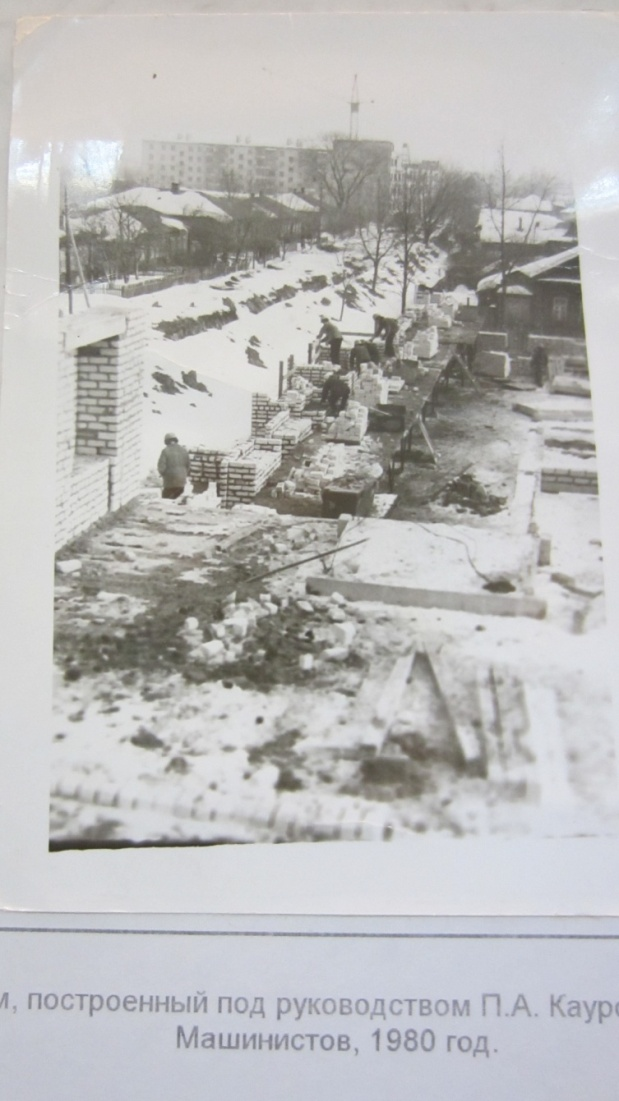 м, построенный под руководством П.А. Кауро
Машинистов, 1980 год.